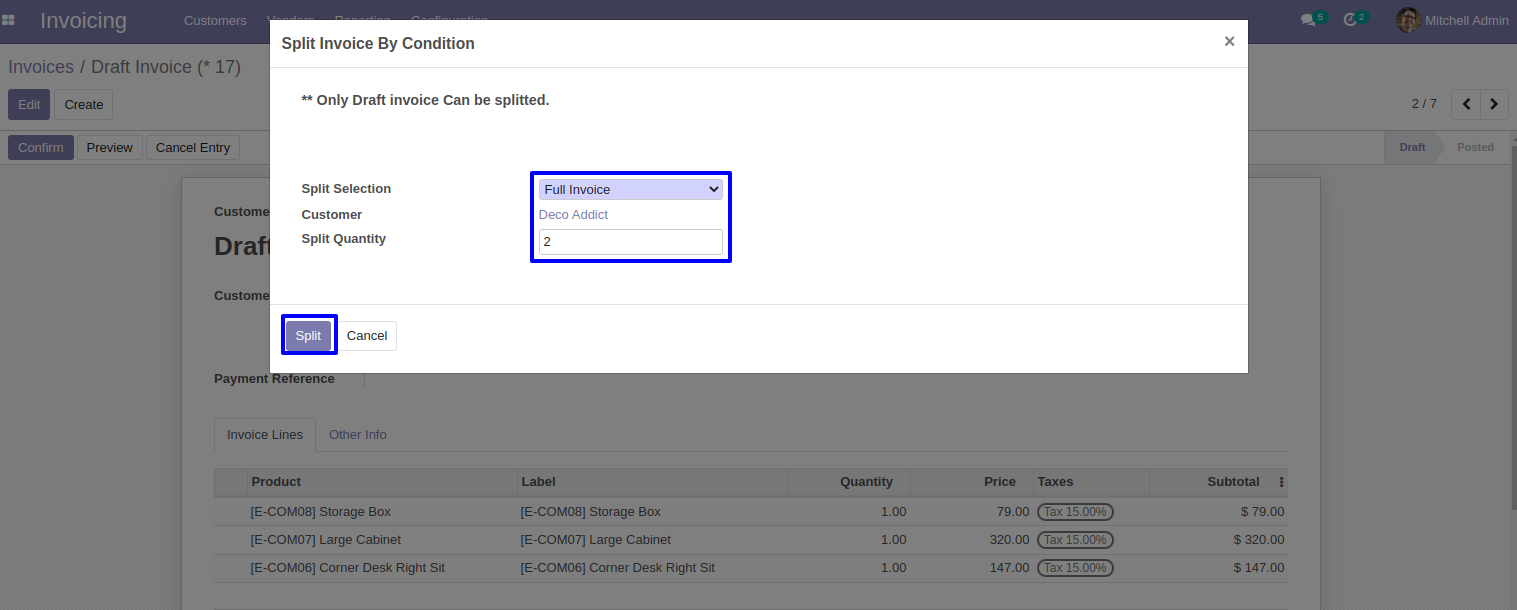 Invoicing Customers Vendors Reporting Configuration 5 2 Mitchell Admin
Split Invoice By Condition ×
Invoices / Draft Invoice (* 17)
Edit Create 2 / 7
** Only Draft invoice Can be splitted.
Confirm Preview Cancel Entry Draft Posted
Split Selection Full Invoice
Customer Deco Addict
Split Quantity 2
Custome
Draft
Custome
Split Cancel
Payment Reference
Invoice Lines Other Info
Product Label Quantity Price Taxes Subtotal
[E-COM08] Storage Box [E-COM08] Storage Box 1.00 79.00 Tax 15.00% $ 79.00
[E-COM07] Large Cabinet [E-COM07] Large Cabinet 1.00 320.00 Tax 15.00% $ 320.00
[E-COM06] Corner Desk Right Sit [E-COM06] Corner Desk Right Sit 1.00 147.00 Tax 15.00% $ 147.00